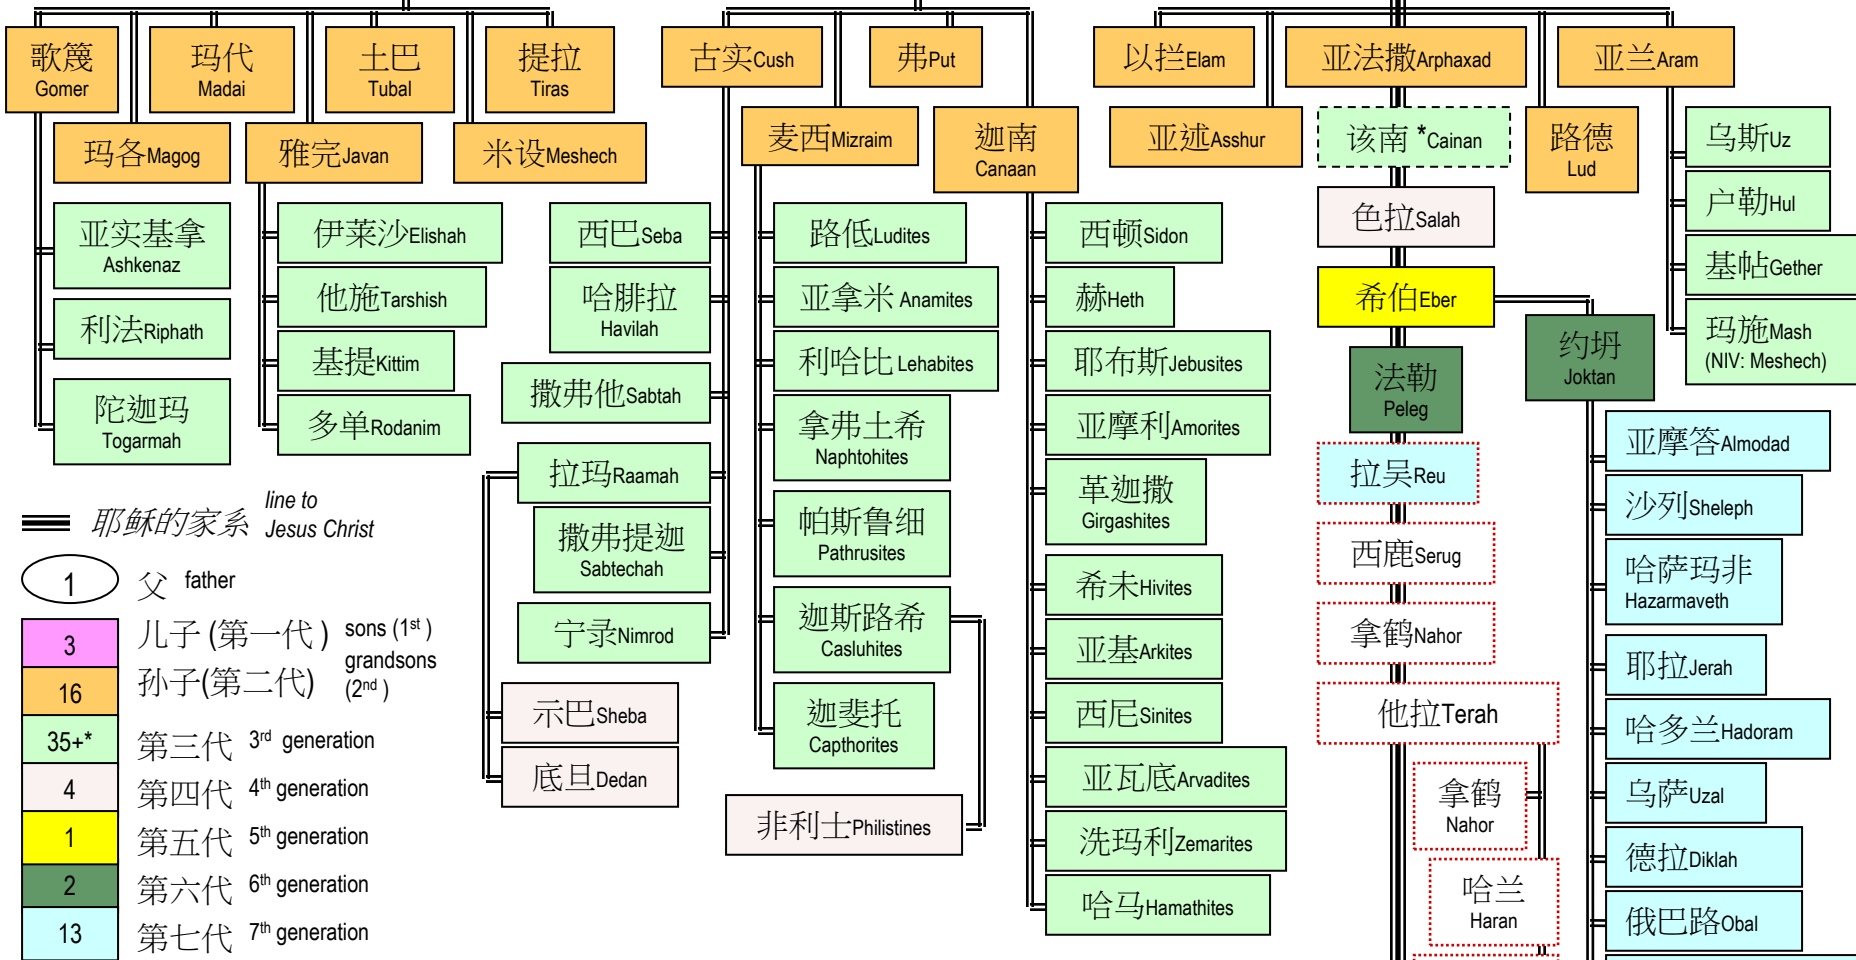 歌篾
Gomer
玛代
Madai
土巴
Tubal
提拉
Tiras
古实Cush
弗Put
以拦Elam
亚法撒Arphaxad
亚兰Aram
玛各Magog
雅完Javan
米设Meshech
麦西Mizraim
迦南
Canaan
亚述Asshur
该南 *Cainan
路德
Lud
乌斯Uz
户勒Hul
基帖Gether
玛施Mash
(NIV: Meshech)
亚实基拿
Ashkenaz
利法Riphath
陀迦玛
Togarmah
伊莱沙Elishah
他施Tarshish
基提Kittim
多单Rodanim
西巴Seba
哈腓拉
Havilah
撒弗他Sabtah
拉玛Raamah
撒弗提迦
Sabtechah
宁录Nimrod
示巴Sheba
底旦Dedan
路低Ludites
亚拿米 Anamites
利哈比 Lehabites
拿弗土希
Naphtohites
帕斯鲁细
Pathrusites
迦斯路希
Casluhites
迦斐托
Capthorites
非利士Philistines
西顿Sidon
赫Heth
耶布斯Jebusites
亚摩利Amorites
革迦撒
Girgashites
希未Hivites
亚基Arkites
西尼Sinites
亚瓦底Arvadites
洗玛利Zemarites
哈马Hamathites
色拉Salah
希伯Eber
法勒
Peleg
约坍
Joktan
拉吴Reu
西鹿Serug
拿鹤Nahor
他拉Terah
拿鹤
Nahor
哈兰
Haran
亚摩答Almodad
沙列Sheleph
哈萨玛非
Hazarmaveth
耶拉Jerah
哈多兰Hadoram
乌萨Uzal
德拉Diklah
俄巴路Obal
耶稣的家系 line to
Jesus Christ
1 父 father
3 儿子 (第一代 ) sons (1st )
16 孙子(第二代) grandsons
(2nd )
35+* 第三代 3rd generation
4 第四代 4th generation
1 第五代 5th generation
2 第六代 6th generation
13 第七代 7th generation